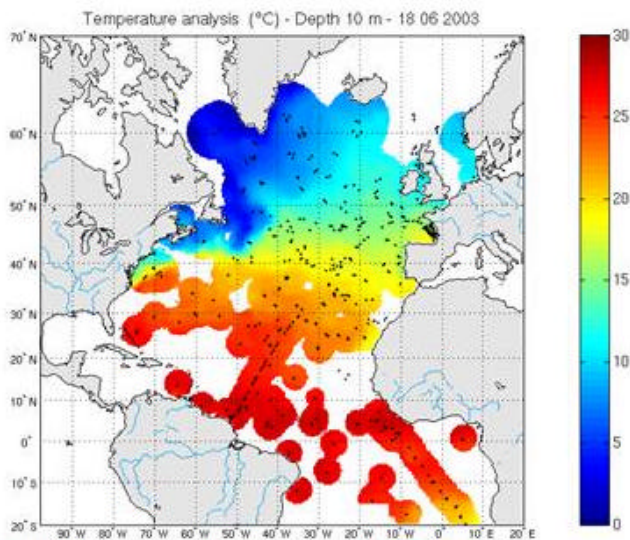 Temperature analysis (°C) - Depth 10 m - 18 06 2003
70° N
60° N
50° N
40° N
30° N
20° N
10° N
0°
10° S
20° S
90° W 80° W 70° W 60° W 50° W 40° W 30° W 20° W 10° W 0° 10° E 20° E
30
25
20
15
10
5
0